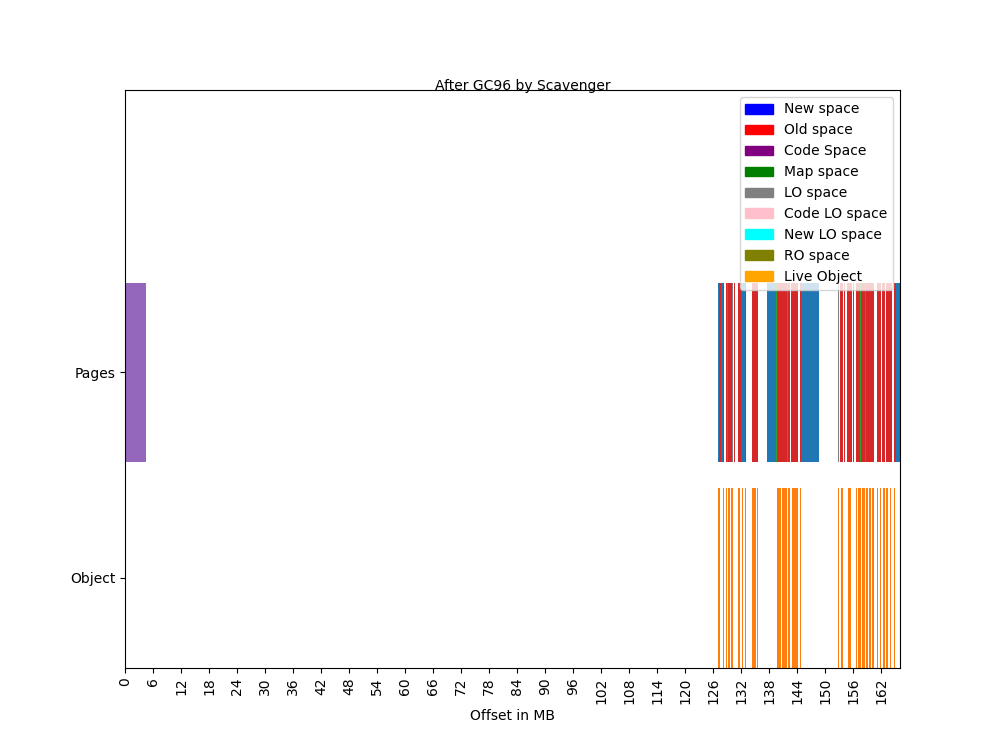 After GC96 by Scavenger
New space
Old space
Code Space
Map space
LO space
Code LO space
New LO space
RO space
Live Object
Pages
Object
0 6 12 18 24 30 36 42 48 54 60 66 72 78 84 90 96 102 108 114 120 126 132 138 144 150 156 162
Offset in MB